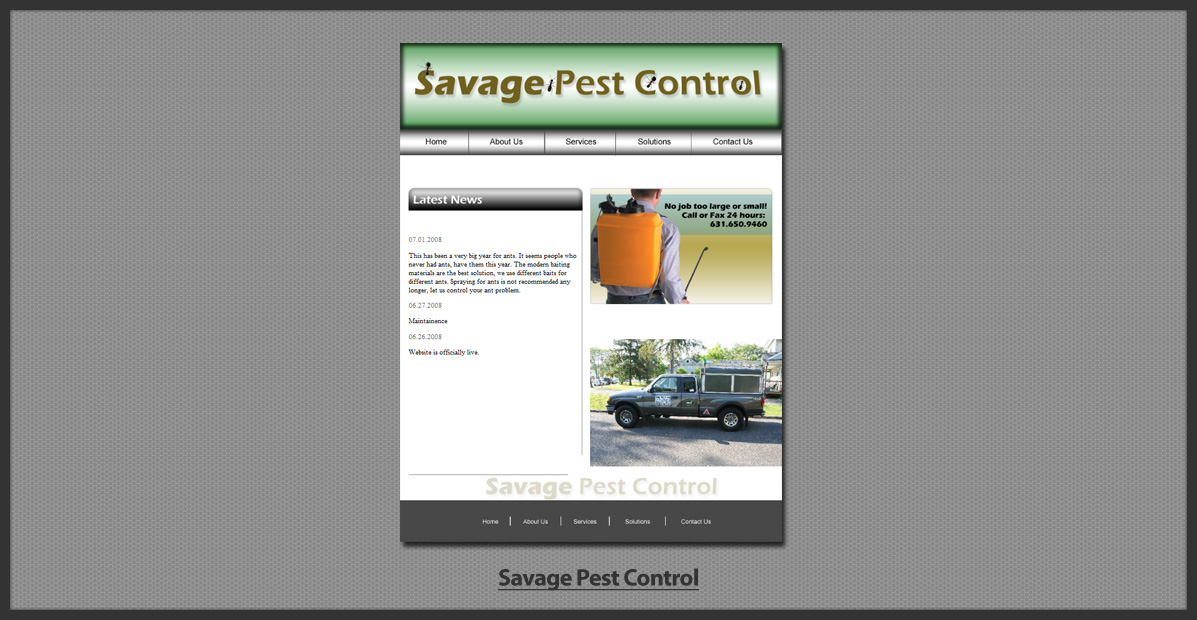 Savage Pest Control
Home About Us Services Solutions Contact Us
Latest News
07.01.2008
This has been a very big year for ants. It seems people who
never had ants, have them this year. The modern baiting
materials are the best solution, we use different baits for
different ants. Spraying for ants is not recommended any
longer, let us control your ant problem.
06.27.2008
Maintainence
06.26.2008
Website is officially live.
No job too large or small!
Call or Fax 24 hours:
631.650.9460
Savage Pest Control
Home About Us Services Solutions Contact Us
Savage Pest Control